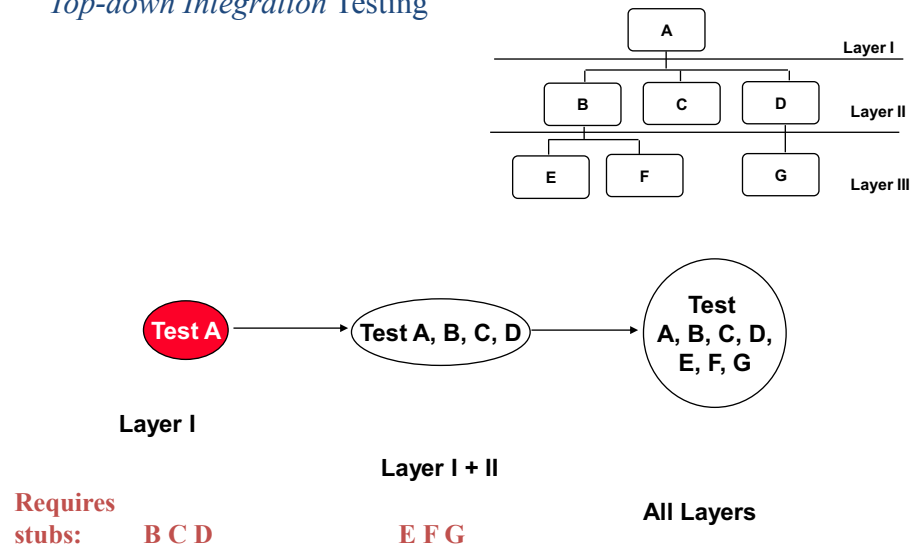 Top-down Integration Testing
A
Layer I
B
C
D
Layer II
E
F
G
Layer III
Test A
Test A, B, C, D
Test
A, B, C, D,
E, F, G
Layer I
Layer I + II
All Layers
Requires
stubs: B C D E F G